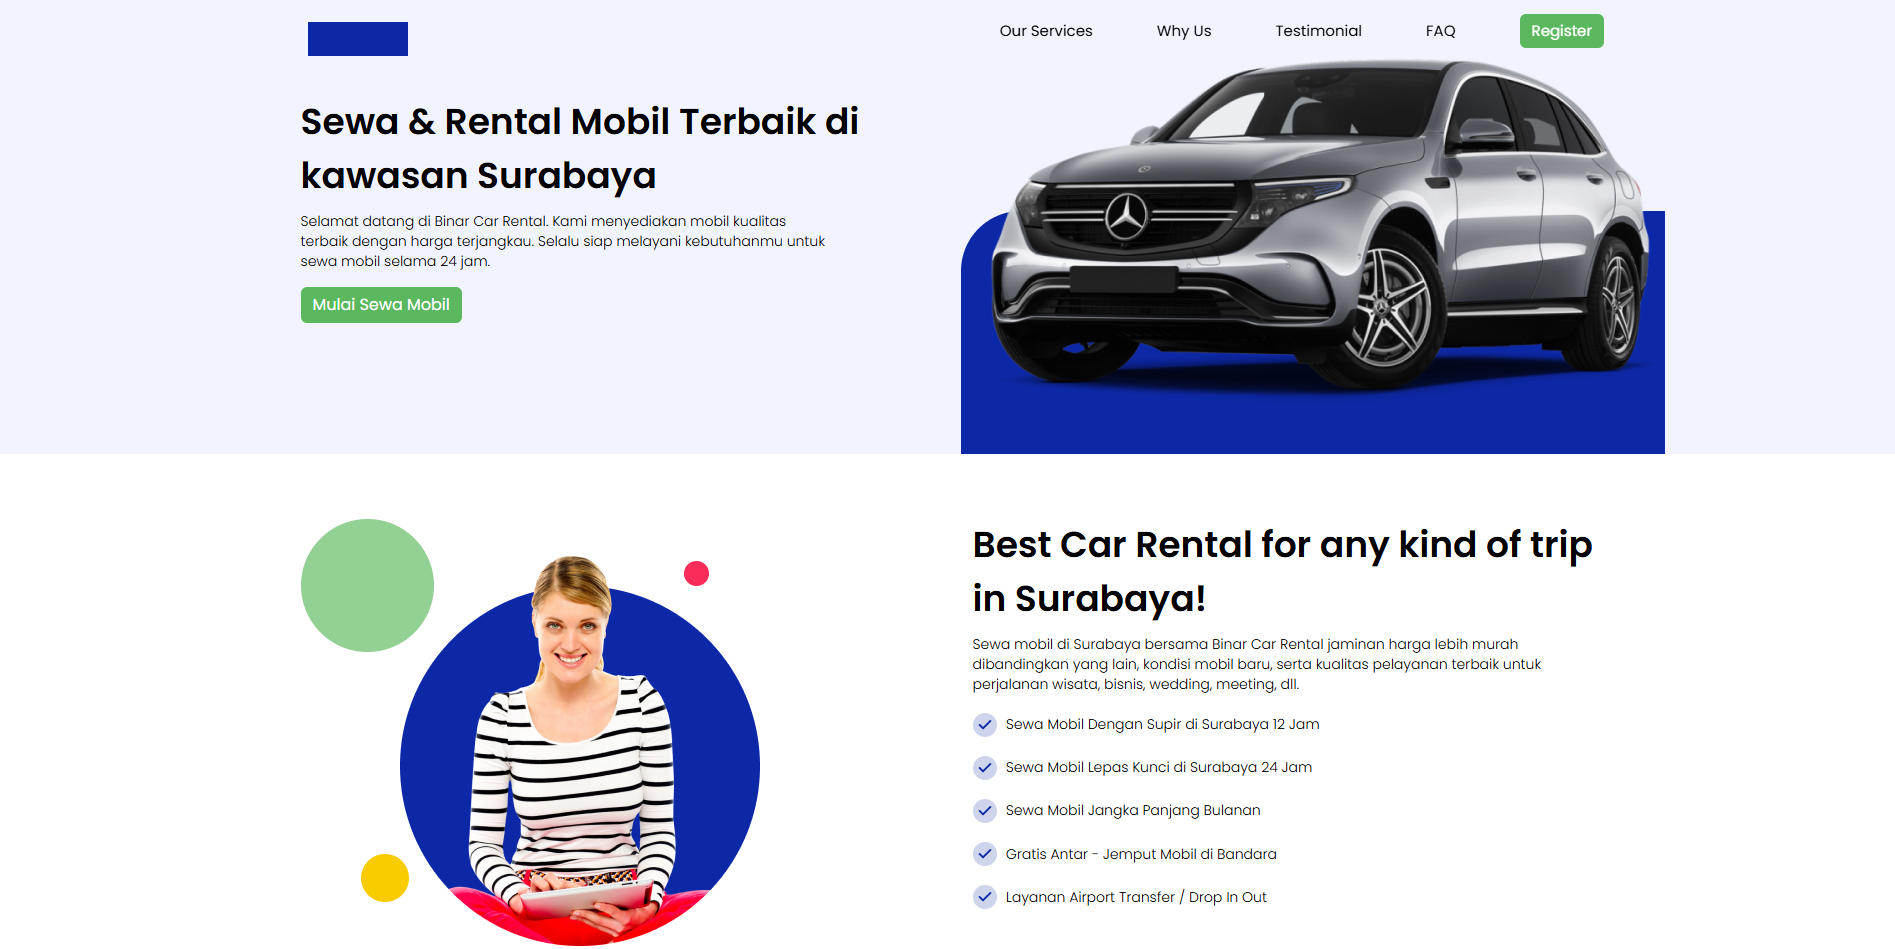 Our Services
Why Us
Testimonial
FAQ
Register
Sewa & Rental Mobil Terbaik di
kawasan Surabaya
Selamat datang di Binar Car Rental. Kami menyediakan mobil kualitas
terbaik dengan harga terjangkau. Selalu siap melayani kebutuhanmu untuk
sewa mobil selama 24 jam.
Mulai Sewa Mobil
Best Car Rental for any kind of trip
in Surabaya!
Sewa mobil di Surabaya bersama Binar Car Rental jaminan harga lebih murah
dibandingkan yang lain, kondisi mobil baru, serta kualitas pelayanan terbaik untuk
perjalanan wisata, bisnis, wedding, meeting, dll.
Sewa Mobil Dengan Supir di Surabaya 12 Jam
Sewa Mobil Lepas Kunci di Surabaya 24 Jam
Sewa Mobil Jangka Panjang Bulanan
Gratis Antar - Jemput Mobil di Bandara
Layanan Airport Transfer / Drop In Out